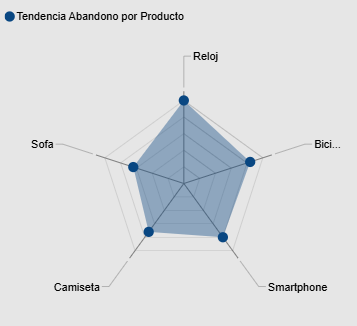 Tendencia Abandono por Producto
Reloj
Sofa
Bici...
Camiseta
Smartphone